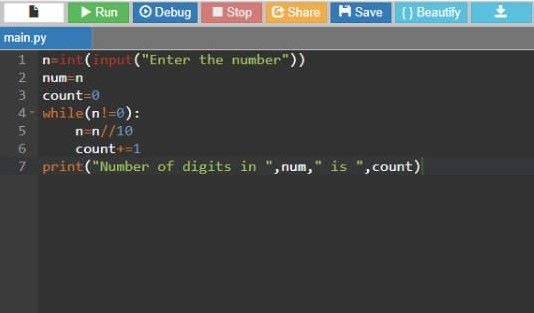 Run Debug Stop Share Save {} Beautify
main.py
1 n=int(input("Enter the number"))
2 num=n
3 count=0
4 while(n!=0):
5     n=n//10
6     count+=1
7 print("Number of digits in ",num," is ",count)